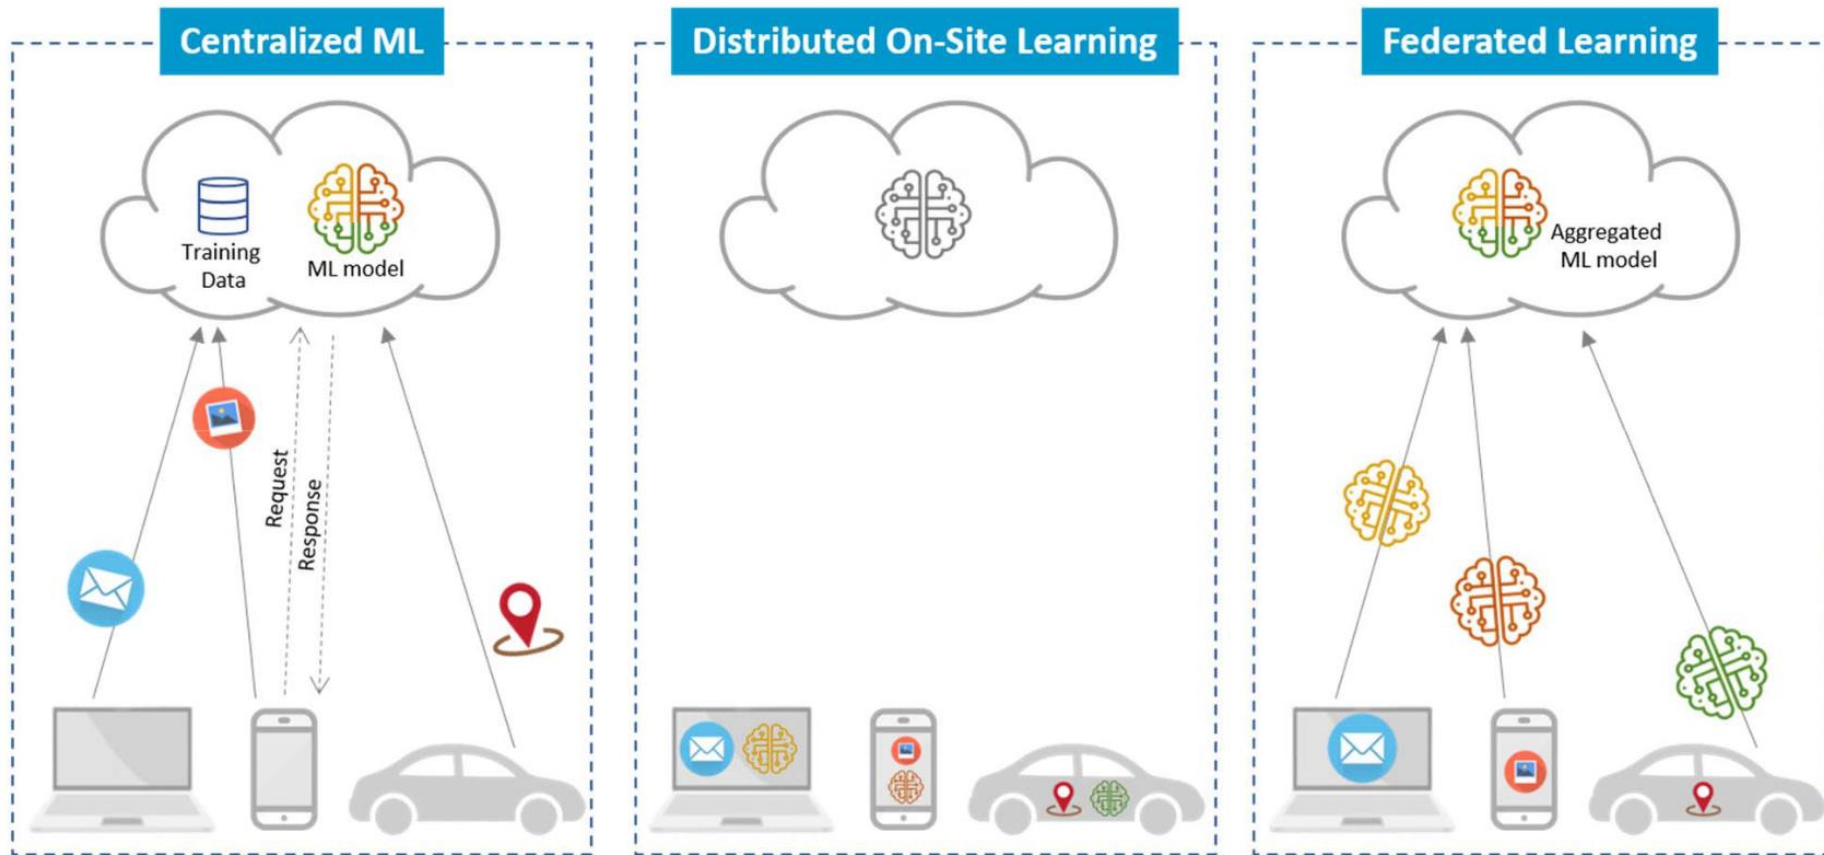 Centralized ML
Distributed On-Site Learning
Federated Learning
Training
Data
ML model
Request
Response
Aggregated
ML model